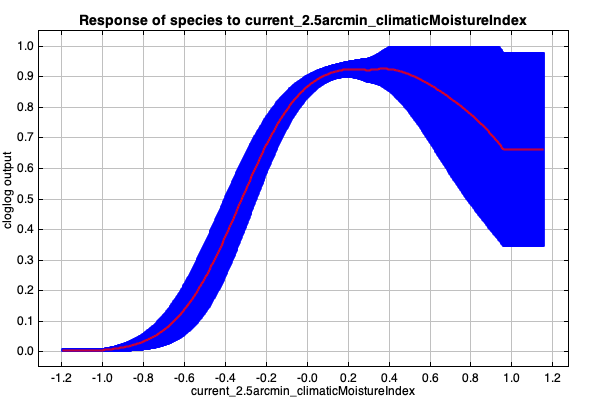 Response of species to current_2.5arcmin_climaticMoistureIndex
1.0
0.9
0.8
0.7
0.6
0.5
0.4
0.3
0.2
0.1
0.0
cloglog output
-1.2 -1.0 -0.8 -0.6 -0.4 -0.2 -0.0 0.2 0.4 0.6 0.8 1.0 1.2
current_2.5arcmin_climaticMoistureIndex